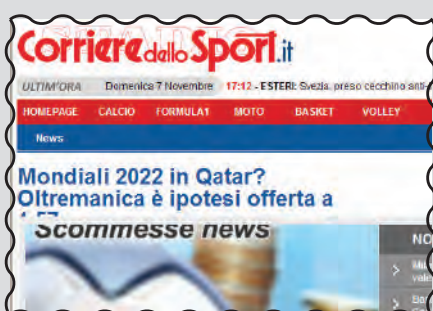 Corriere dello Sport.it
ULTIM'ORA Domenica 7 Novembre 17:12 - ESTERI: Svezia, preso cecchino
HOMEPAGE CALCIO FORMULA1 MOTO BASKET VOLLEY
News
Mondiali 2022 in Qatar?
Oltremanica è ipotesi offerta a
Scommesse news